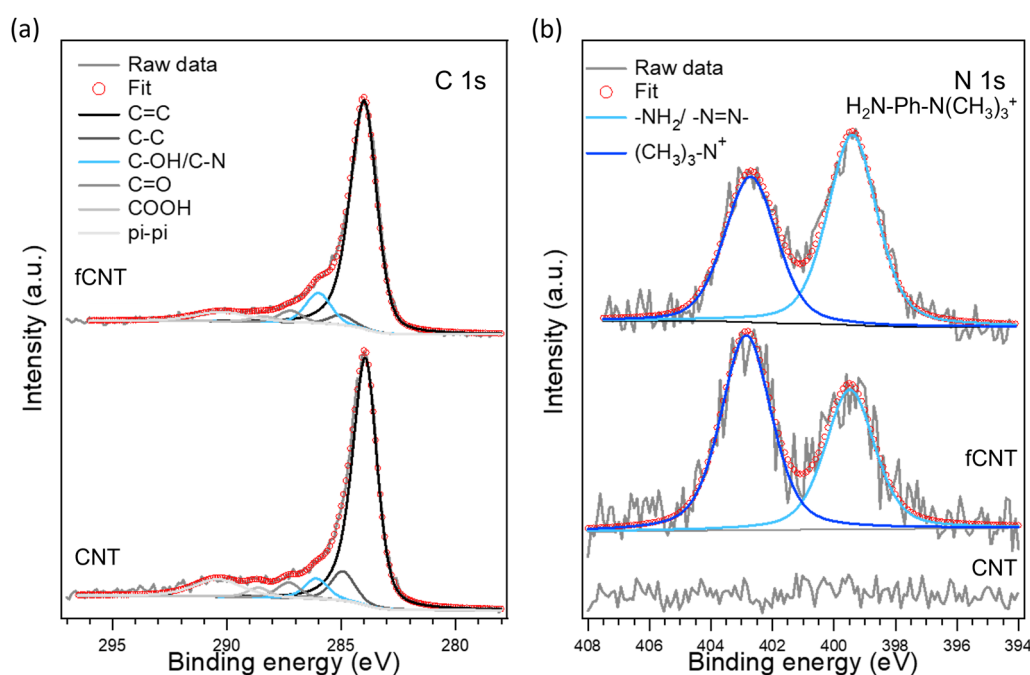 (a)
C 1s
Raw data
Fit
C=C
C-C
C-OH/C-N
C=O
COOH
pi-pi
fCNT
CNT
Intensity (a.u.)
295
290
285
280
Binding energy (eV)
(b)
N 1s
Raw data
Fit
-NH₂/ -N=N-
(CH₃)₃-N⁺
H₂N-Ph-N(CH₃)₃⁺
fCNT
CNT
Intensity (a.u.)
408
406
404
402
400
398
396
394
Binding energy (eV)